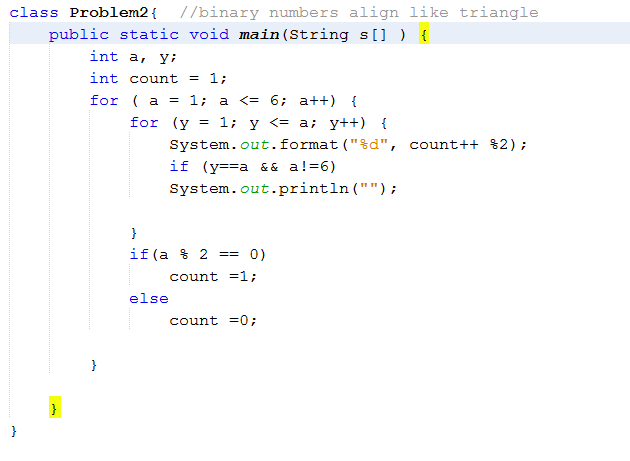 class Problem2{  //binary numbers align like triangle
    public static void main(String s[] ) {
        int a, y;
        int count = 1;
        for ( a = 1; a <= 6; a++) {
            for (y = 1; y <= a; y++) {
                System.out.format("%d", count++ %2);
                if (y==a && a!=6)
                System.out.println("");
            }
            if(a % 2 == 0)
                count =1;
            else
                count =0;
        }
    }
}